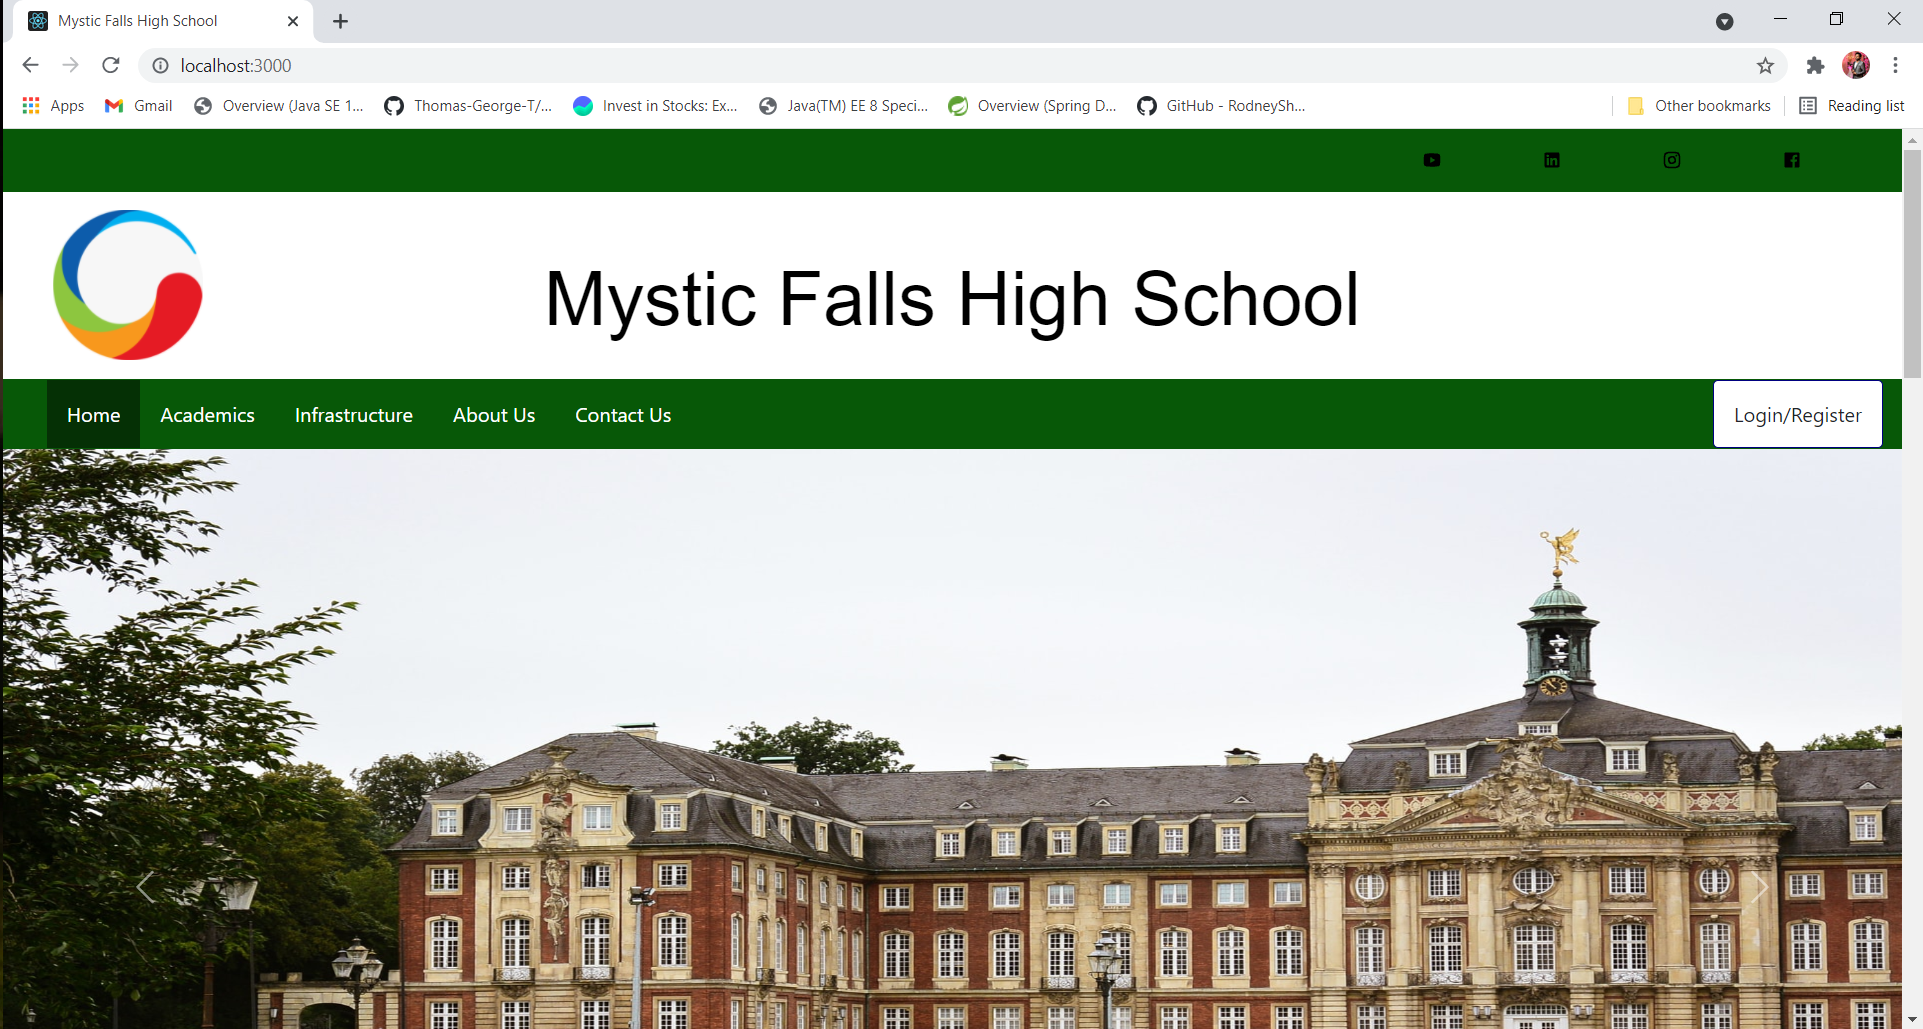 Mystic Falls High School
localhost:3000
Apps Gmail Overview (Java SE 1... Thomas-George-T/... Invest in Stocks: Ex... Java(TM) EE 8 Speci... Overview (Spring D... GitHub - RodneySh... Other bookmarks Reading list
Mystic Falls High School
Home Academics Infrastructure About Us Contact Us Login/Register